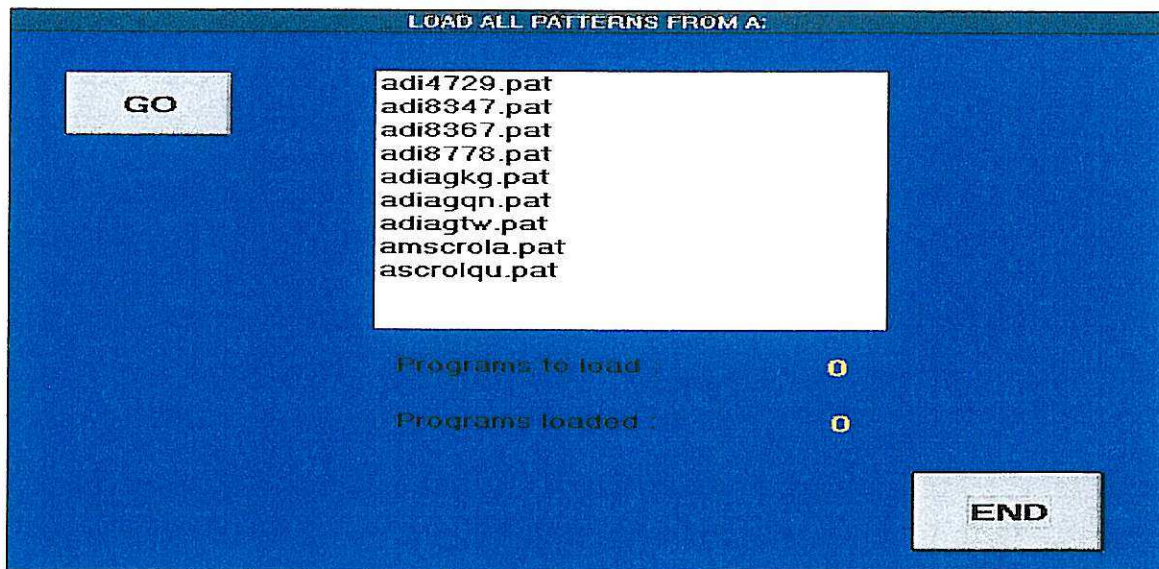 LOAD ALL PATTERNS FROM A:
GO
adi4729.pat
adi8347.pat
adi8367.pat
adi8778.pat
adiagkg.pat
adiagqn.pat
adiagtw.pat
amscrola.pat
ascrolqu.pat
Programs to load : 0
Programs loaded : 0
END